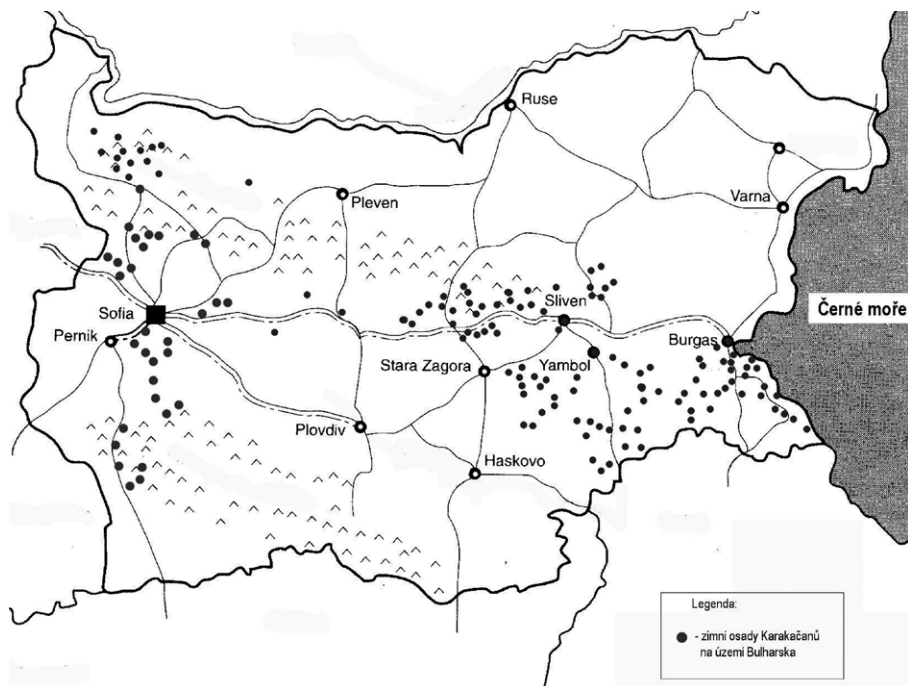 Ruse
Pleven
Varna
Sofia
Sliven
Černé moře
Pernik
Burgas
Stara Zagora
Yambol
Plovdiv
Haskovo
Legenda:
- zimní osady Karakačanů
na území Bulharska